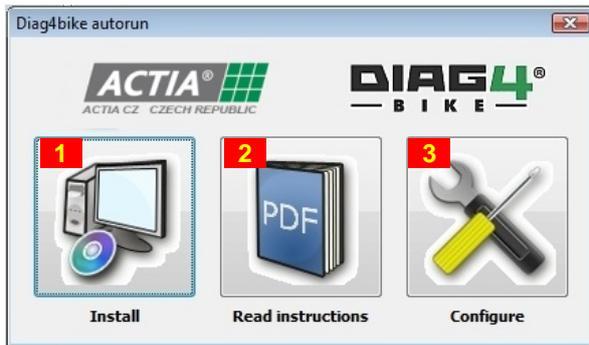 Diag4bike autorun
ACTIA®
ACTIA CZ CZECH REPUBLIC
DIAG4®
BIKE
1
2
3
PDF
Install
Read instructions
Configure